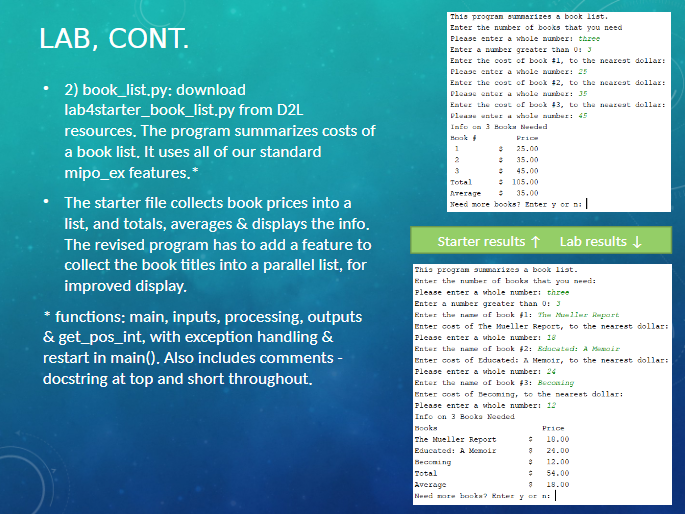 LAB, CONT.
• 2) book_list.py: download
lab4starter_book_list.py from D2L
resources. The program summarizes costs of
a book list. It uses all of our standard
mipo_ex features.*
• The starter file collects book prices into a
list, and totals, averages & displays the info.
The revised program has to add a feature to
collect the book titles into a parallel list, for
improved display.
* functions: main, inputs, processing, outputs
& get_pos_int, with exception handling &
restart in main(). Also includes comments -
docstring at top and short throughout.
This program summarizes a book list.
Enter the number of books that you need
Please enter a whole number: three
Enter a number greater than 0: 3
Enter the cost of book #1, to the nearest dollar:
Please enter a whole number: 25
Enter the cost of book #2, to the nearest dollar:
Please enter a whole number: 35
Enter the cost of book #3, to the nearest dollar:
Please enter a whole number: 45
Info on 3 Books Needed
Book # Price
1 $ 25.00
2 $ 35.00
3 $ 45.00
Total $ 105.00
Average $ 35.00
Need more books? Enter y or n:
Starter results ↑ Lab results ↓
This program summarizes a book list.
Enter the number of books that you need:
Please enter a whole number: three
Enter a number greater than 0: 3
Enter the name of book #1: The Mueller Report
Enter cost of The Mueller Report, to the nearest dollar:
Please enter a whole number: 18
Enter the name of book #2: Educated: A Memoir
Enter cost of Educated: A Memoir, to the nearest dollar:
Please enter a whole number: 24
Enter the name of book #3: Becoming
Enter cost of Becoming, to the nearest dollar:
Please enter a whole number: 12
Info on 3 Books Needed
Books Price
The Mueller Report $ 18.00
Educated: A Memoir $ 24.00
Becoming $ 12.00
Total $ 54.00
Average $ 18.00
Need more books? Enter y or n: